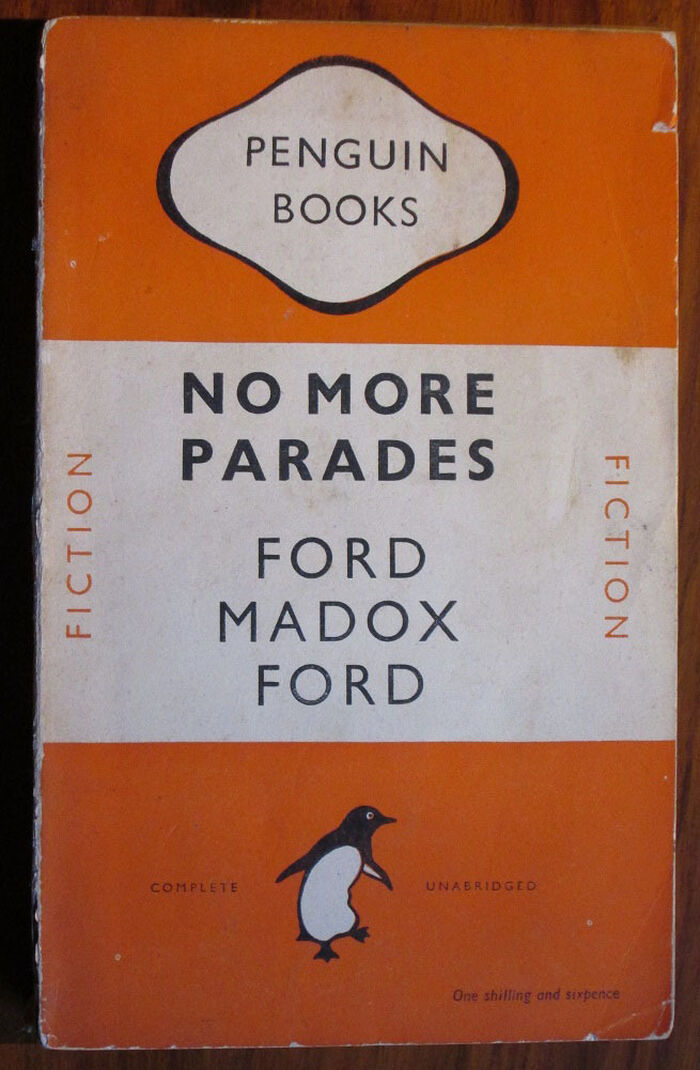 PENGUIN
BOOKS
NO MORE
PARADES
FICTION
FORD
MADOX
FORD
FICTION
COMPLETE
UNABRIDGED
One shilling and sixpence